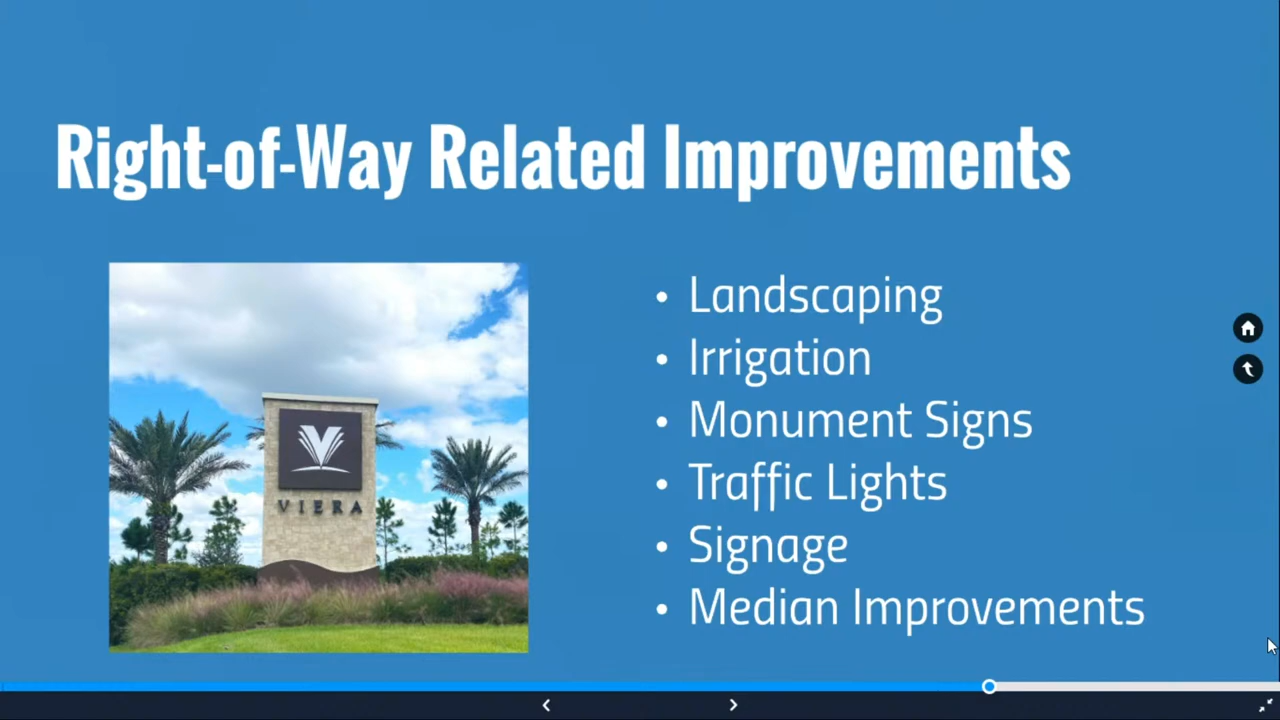 Right-of-Way Related Improvements
VIERA
• Landscaping
• Irrigation
• Monument Signs
• Traffic Lights
• Signage
• Median Improvements